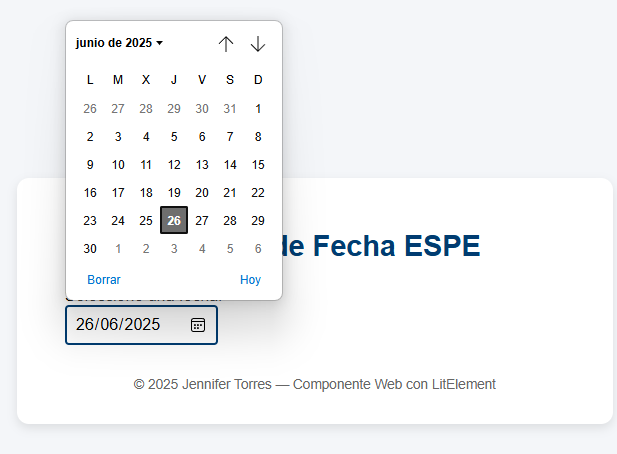 junio de 2025
L M X J V S D
26 27 28 29 30 31 1
2 3 4 5 6 7 8
9 10 11 12 13 14 15
16 17 18 19 20 21 22
23 24 25 26 27 28 29
30 1 2 3 4 5 6
Borrar Hoy
de Fecha ESPE
26/06/2025
© 2025 Jennifer Torres — Componente Web con LitElement